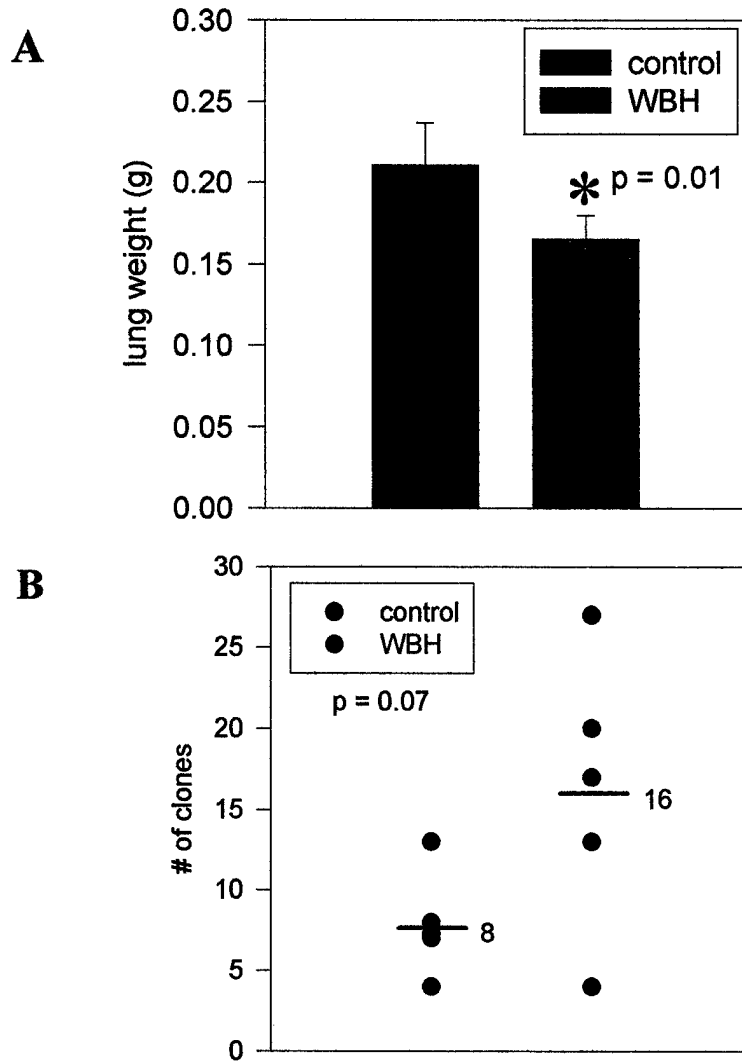 A
0.30
0.25
0.20
0.15
0.10
0.05
0.00
lung weight (g)
control
WBH
* p = 0.01
B
30
25
20
15
10
5
0
# of clones
control
WBH
p = 0.07
8
16